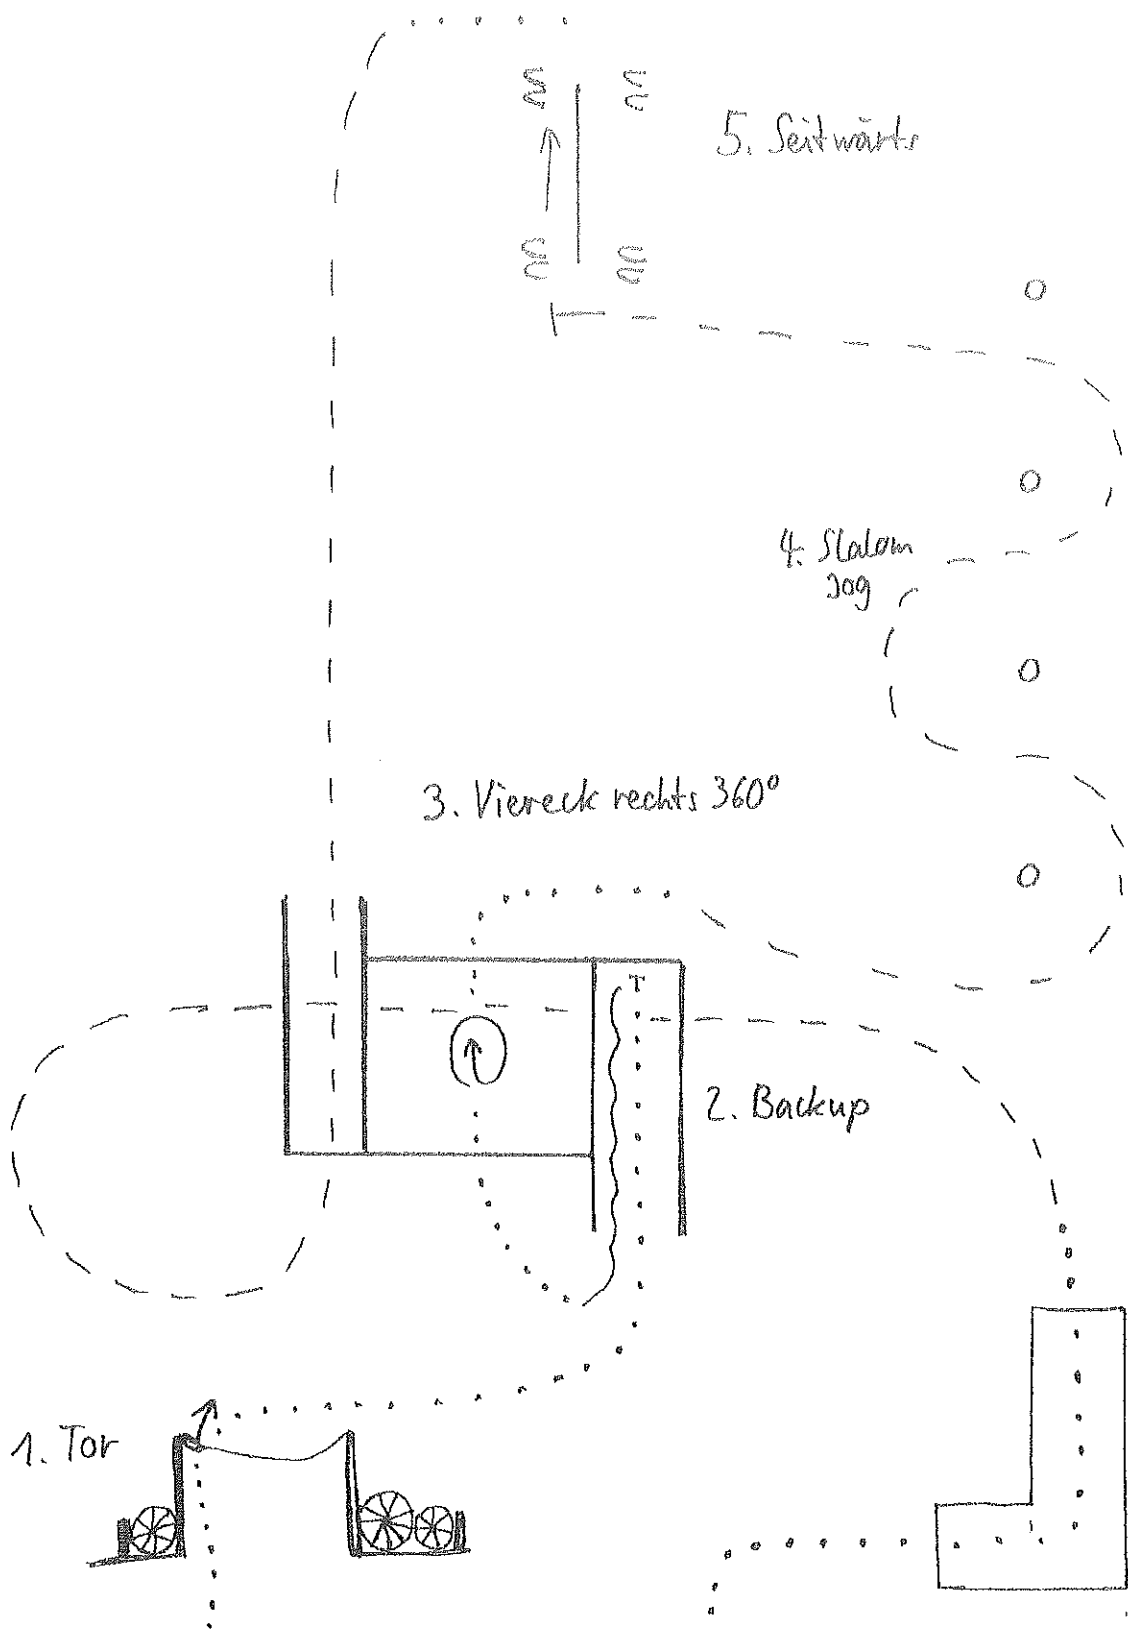 5. Seitwärts
4. Slalom
Jog
3. Viereck rechts 360°
2. Backup
1. Tor